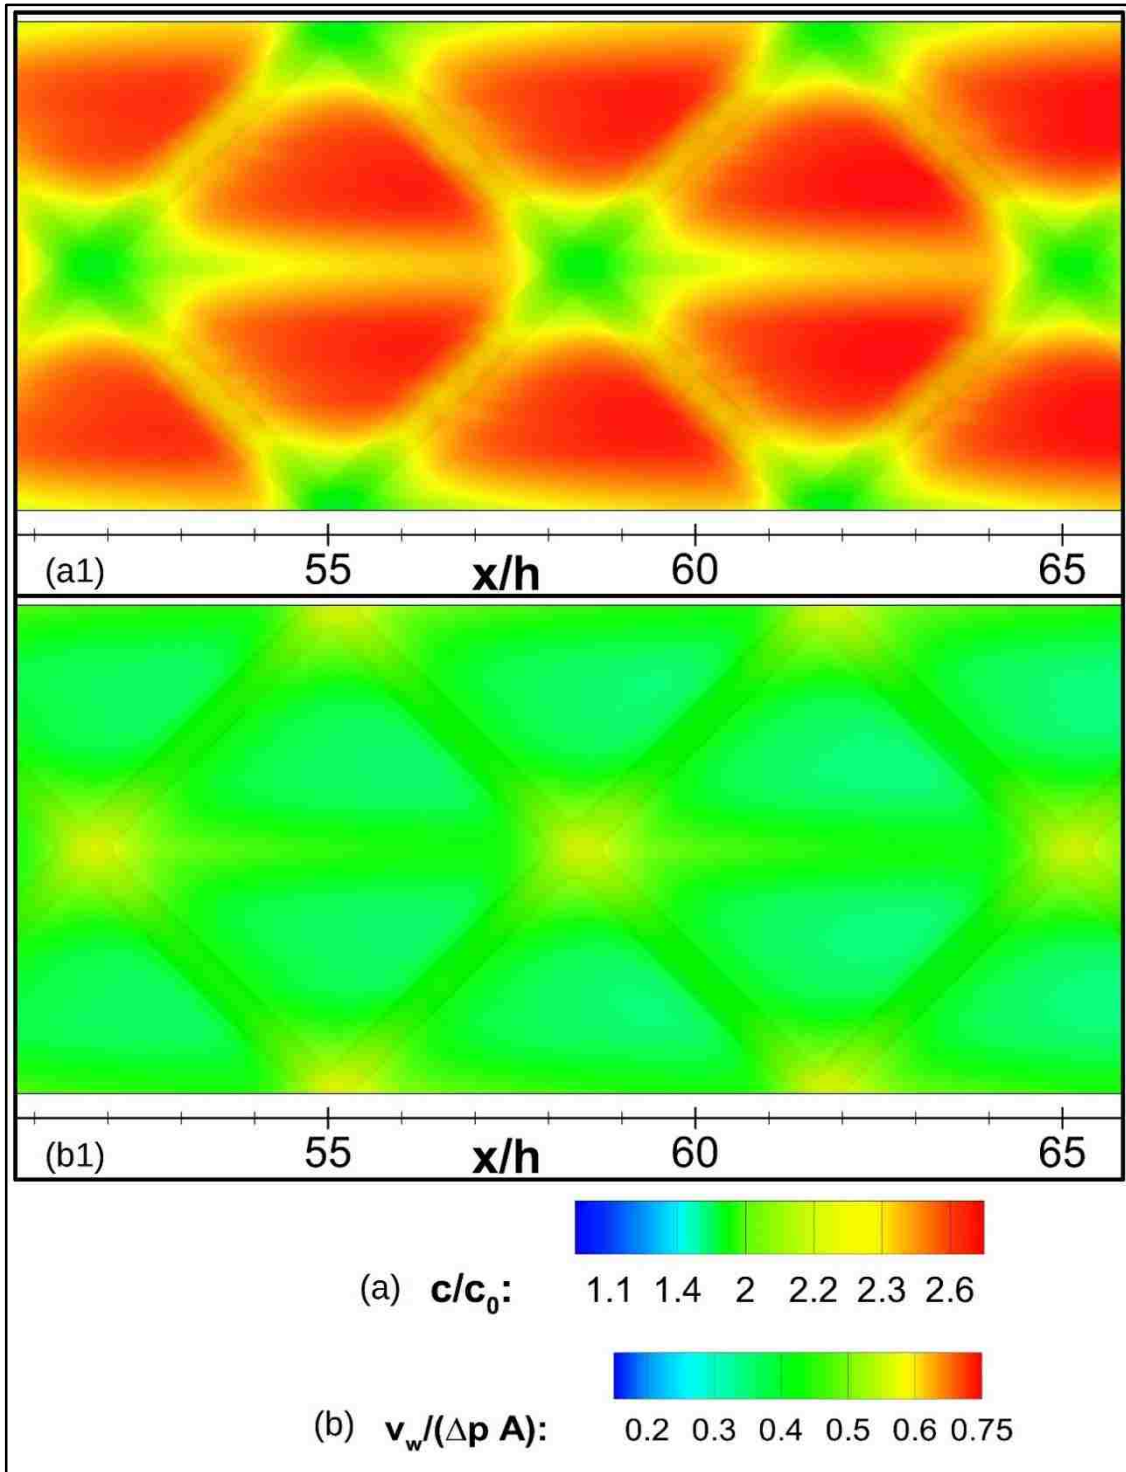 55 60 65
(a1) x/h
55 60 65
(b1) x/h
(a) c/c₀: 1.1 1.4 2 2.2 2.3 2.6
(b) v_w/(Δp A): 0.2 0.3 0.4 0.5 0.6 0.75